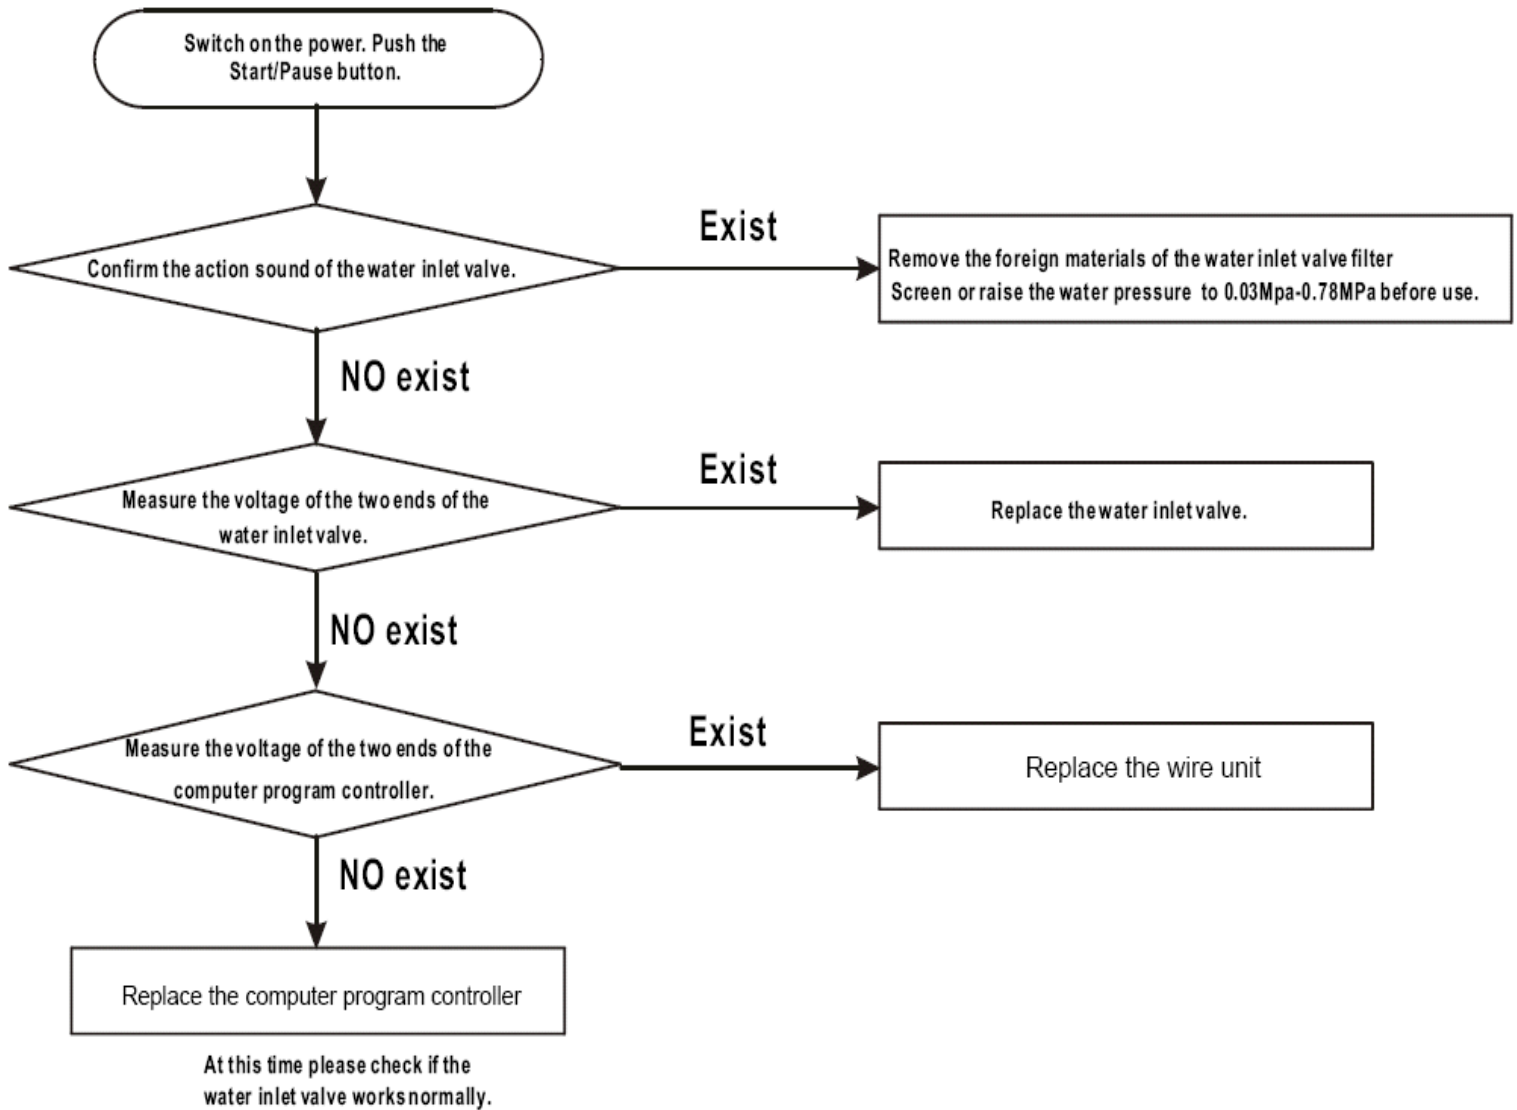 Switch on the power. Push the
Start/Pause button.
Confirm the action sound of the water inlet valve.
Exist
Remove the foreign materials of the water inlet valve filter
Screen or raise the water pressure to 0.03Mpa-0.78MPa before use.
NO exist
Measure the voltage of the two ends of the
water inlet valve.
Exist
Replace the water inlet valve.
NO exist
Measure the voltage of the two ends of the
computer program controller.
Exist
Replace the wire unit
NO exist
Replace the computer program controller
At this time please check if the
water inlet valve works normally.